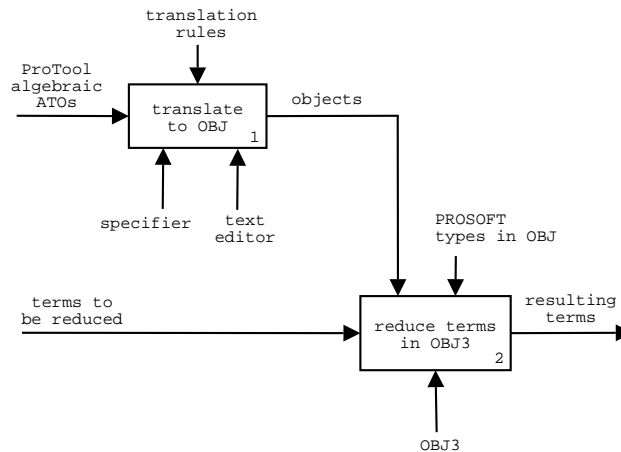 translation
rules
ProTool
algebraic
ATOs
translate
to OBJ
1
objects
specifier
text
editor
PROSOFT
types in OBJ
terms to
be reduced
reduce terms
in OBJ3
2
resulting
terms
OBJ3